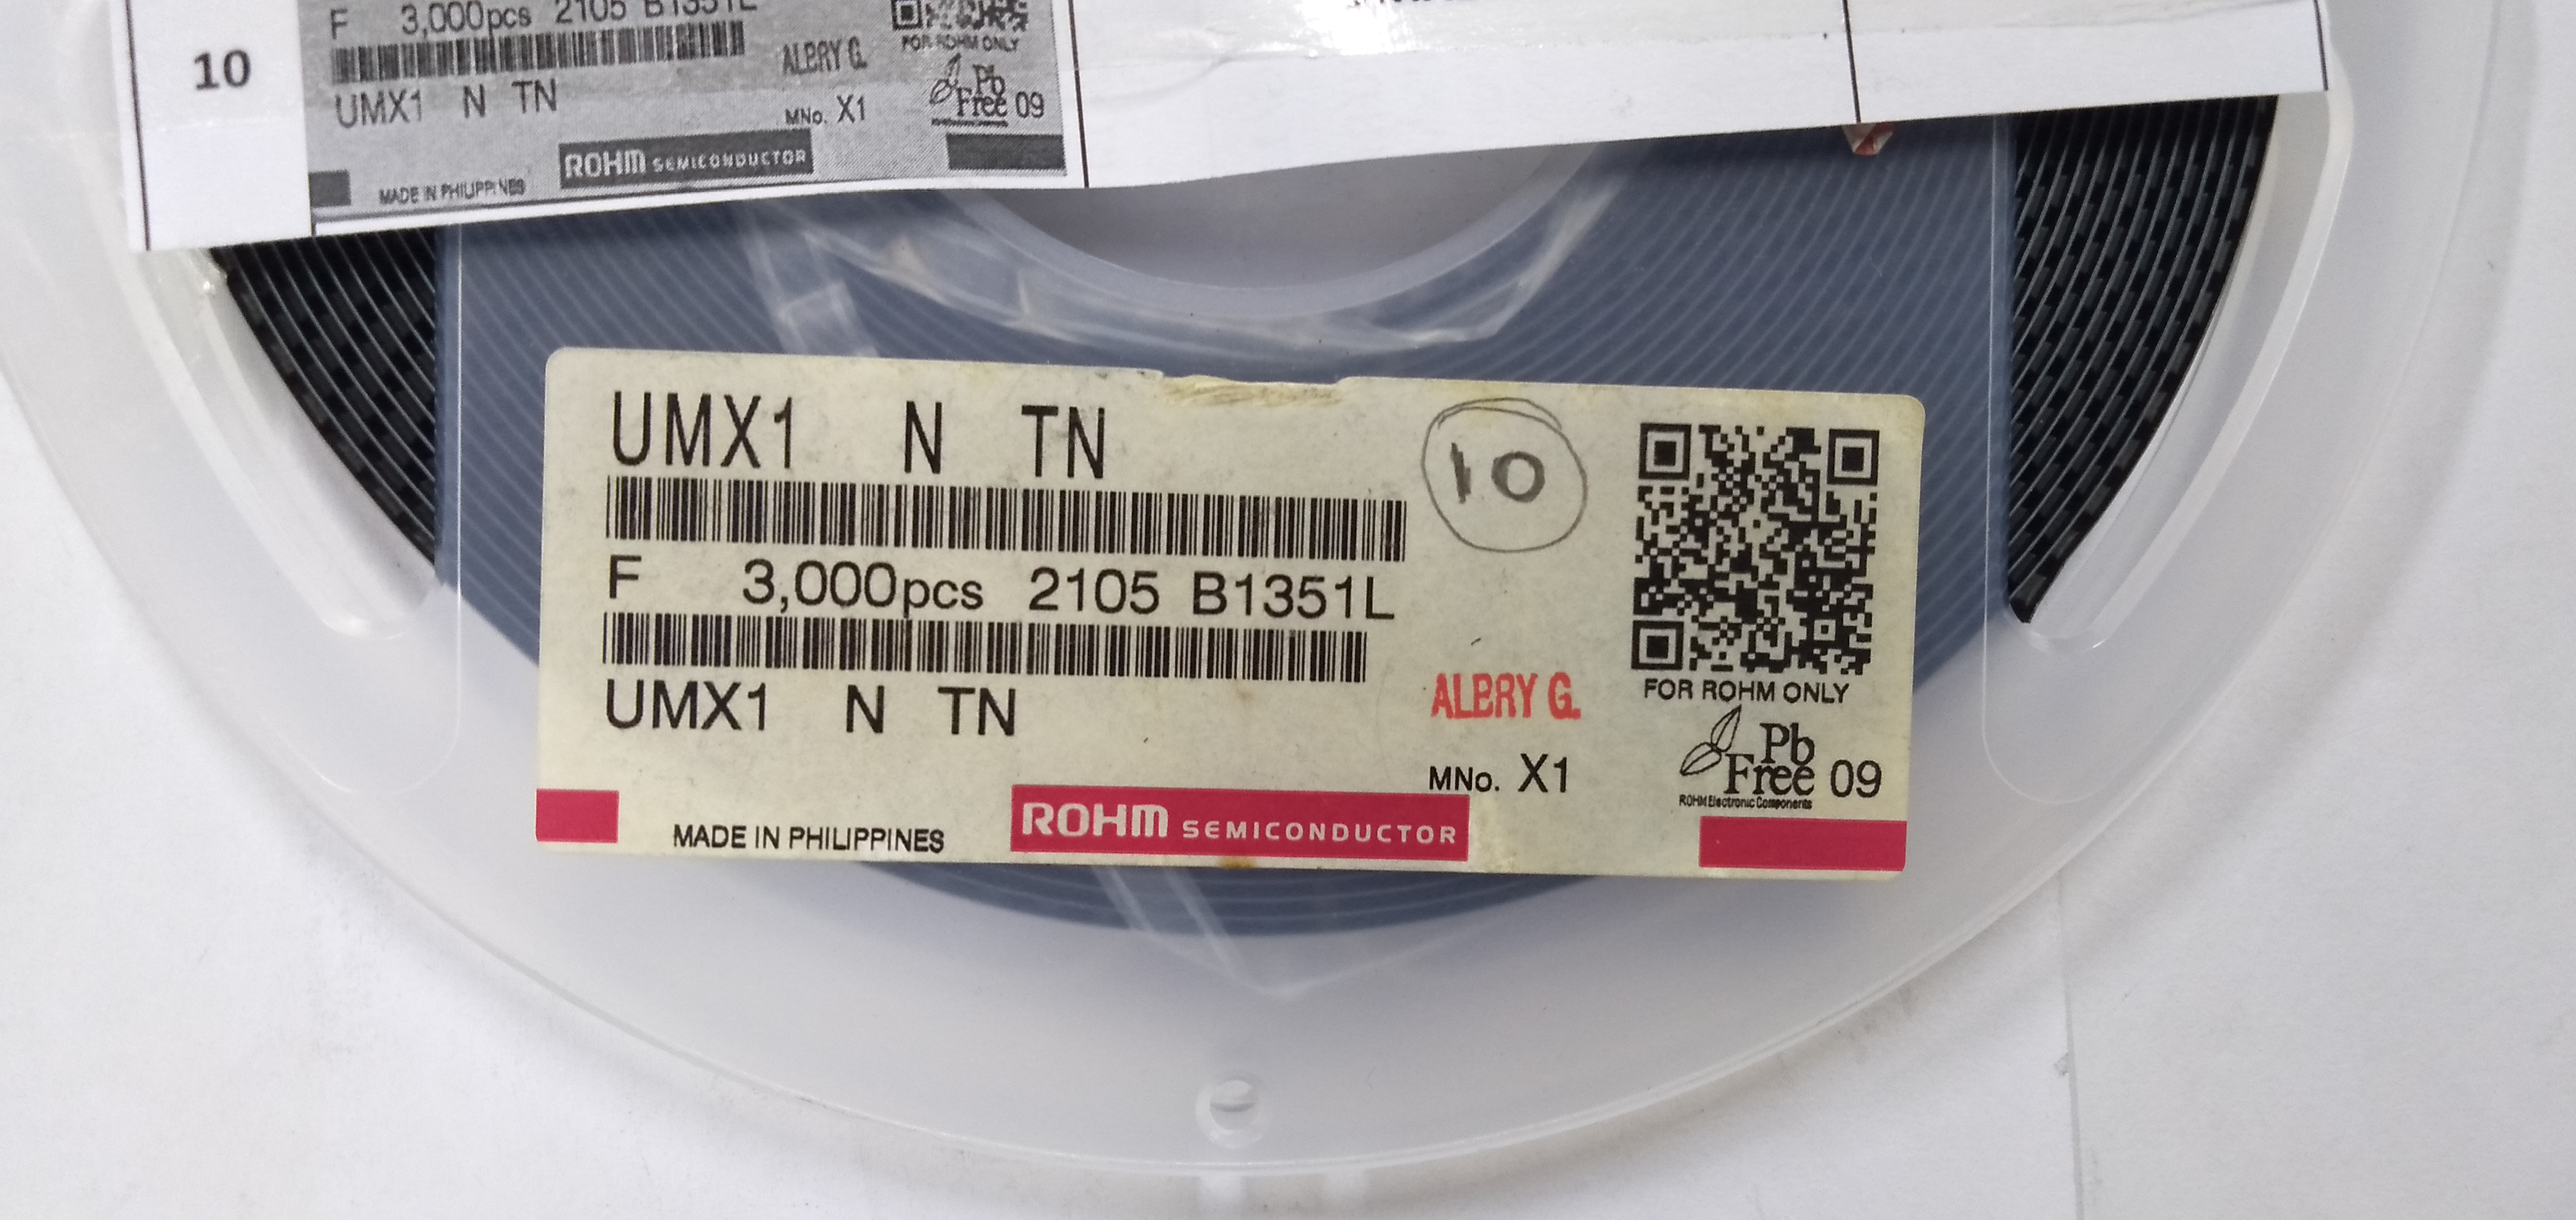 F 3,000pcs 2105 B1351L
10
FOR ROHM ONLY
ALBRY G.
UMX1 N TN
MNo. X1
Pb
Free 09
ROHM SEMICONDUCTOR
MADE IN PHILIPPINES
UMX1 N TN
10
F 3,000pcs 2105 B1351L
ALBRY G.
FOR ROHM ONLY
UMX1 N TN
MNo. X1
Pb
Free 09
ROHM Electronic Components
MADE IN PHILIPPINES
ROHM SEMICONDUCTOR